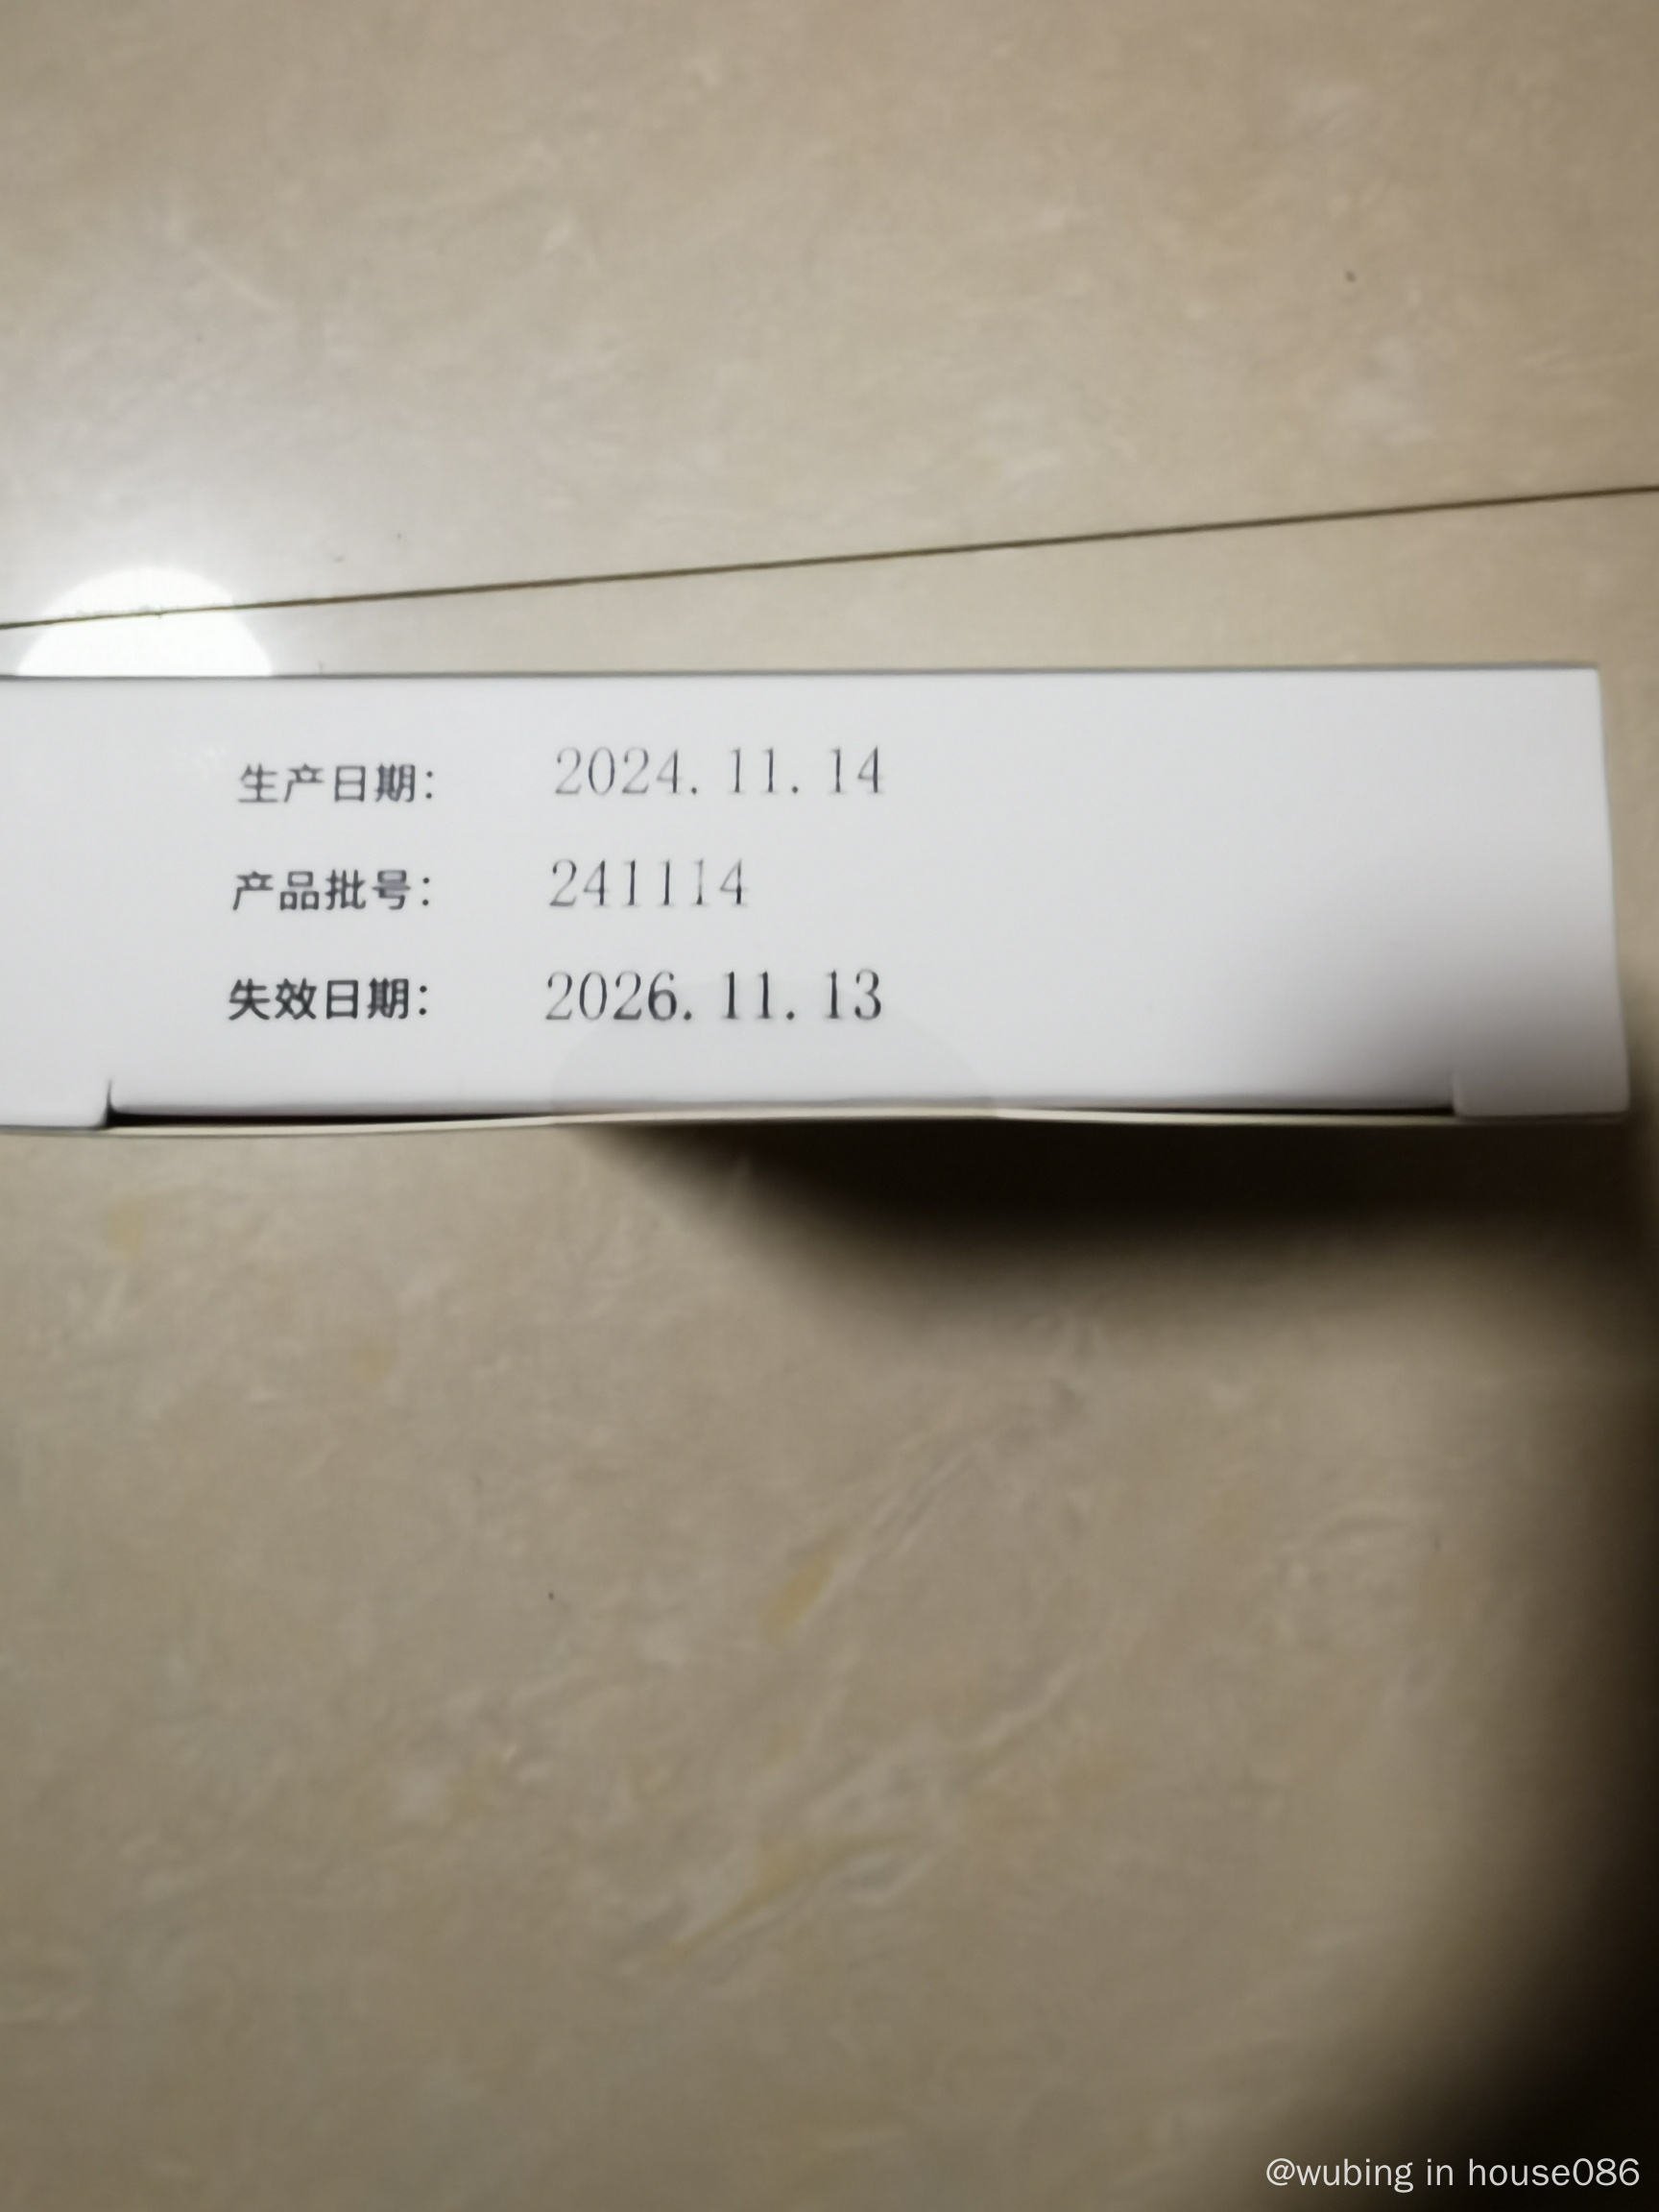 生产日期： 2024.11.14
产品批号： 241114
失效日期： 2026.11.13
@wubing in house086